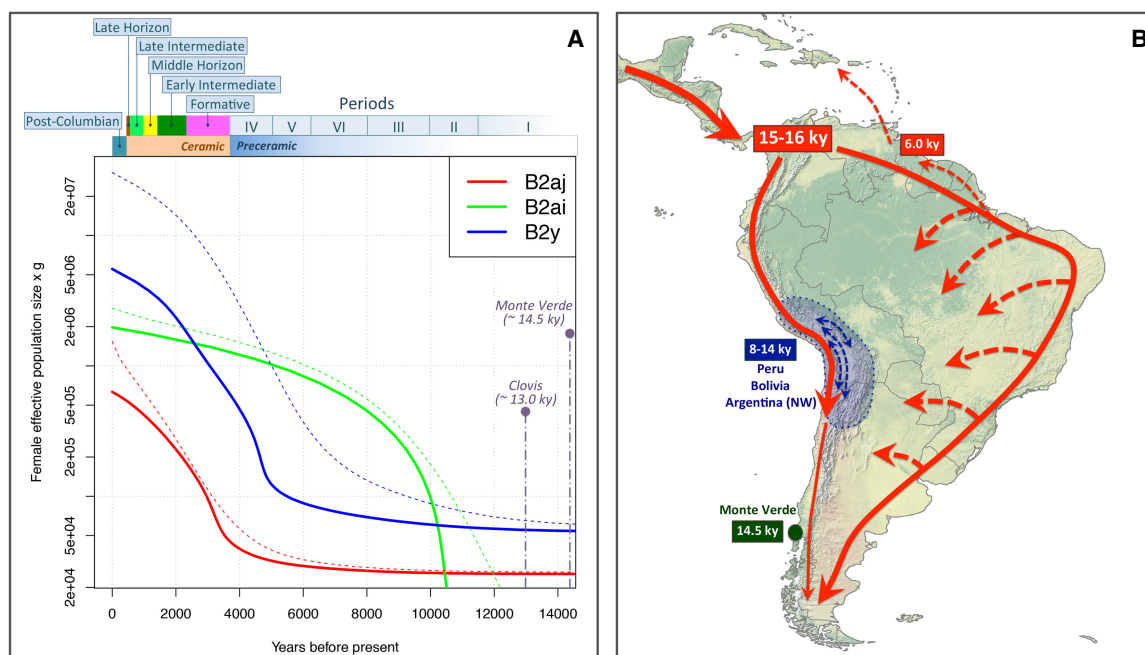 A
Late Horizon
Late Intermediate
Middle Horizon
Early Intermediate
Formative
Post-Columbian
Periods
IV V VI III II I
Ceramic Preceramic
B2aj
B2ai
B2y
Monte Verde
(~ 14.5 ky)
Clovis
(~ 13.0 ky)
Female effective population size x g
2e+07
5e+06
2e+06
5e+05
2e+05
5e+04
2e+04
0 2000 4000 6000 8000 10000 12000 14000
Years before present
B
15-16 ky
6.0 ky
8-14 ky
Peru
Bolivia
Argentina (NW)
Monte Verde
14.5 ky